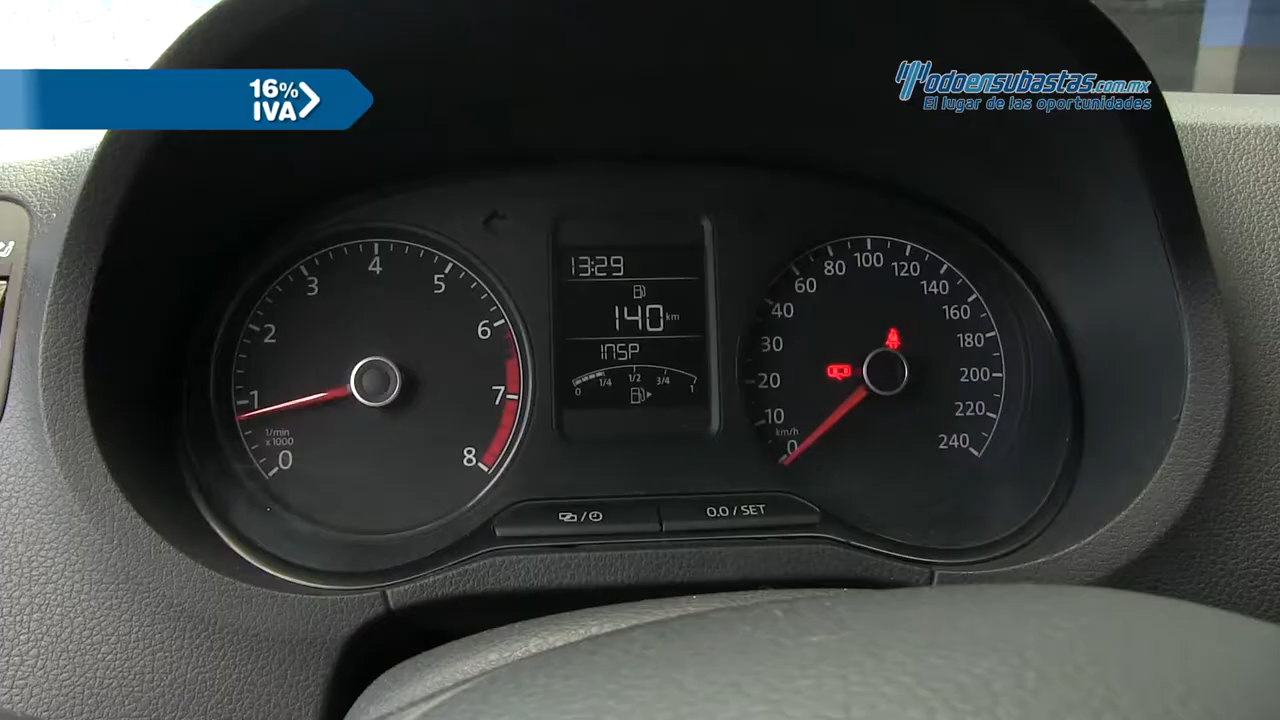 16%
IVA
Todoensubastas.com.mx
El lugar de las oportunidades
13:29
140 km
INSP
0 1/4 1/2 3/4 1
0 1 2 3 4 5 6 7 8
1/min
x1000
0 10 20 30 40 60 80 100 120 140 160 180 200 220 240
km/h
0.0 / SET